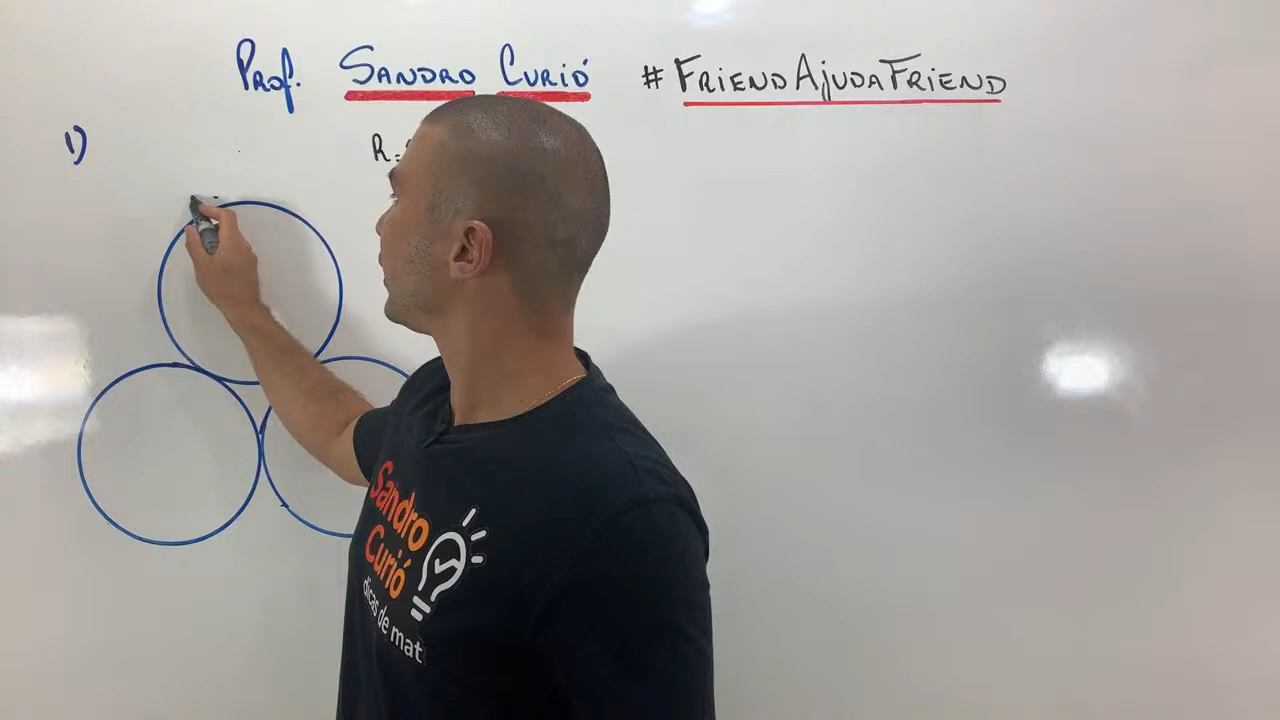 Prof. Sandro Curió #FriendAjudaFriend
1)
R=
Sandro
Curió
dicas de mat